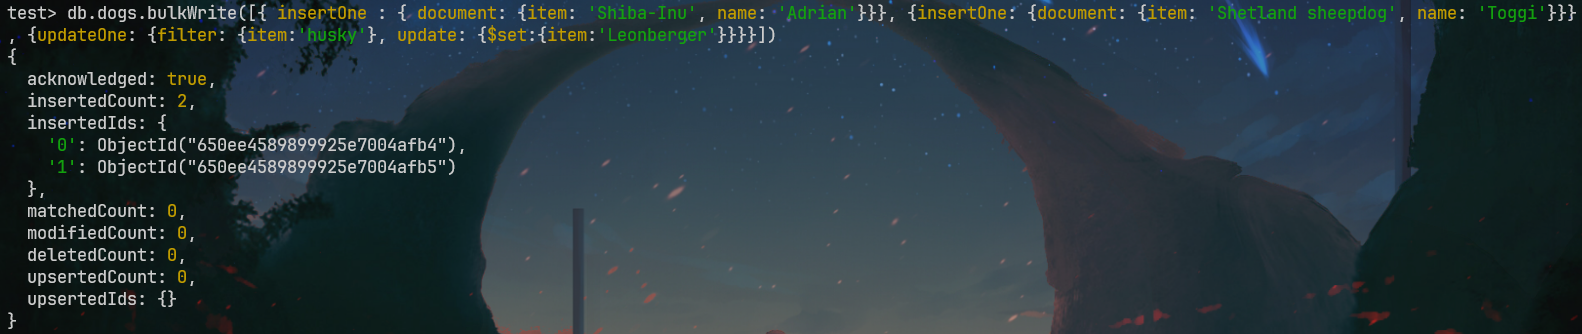 test> db.dogs.bulkWrite([{ insertOne : { document: {item: 'Shiba-Inu', name: 'Adrian'}}}, {insertOne: {document: {item: 'Shetland sheepdog', name: 'Toggi'}}}
, {updateOne: {filter: {item:'husky'}, update: {$set:{item:'Leonberger'}}}}])
{
  acknowledged: true,
  insertedCount: 2,
  insertedIds: {
    '0': ObjectId("650ee4589899925e7004afb4"),
    '1': ObjectId("650ee4589899925e7004afb5")
  },
  matchedCount: 0,
  modifiedCount: 0,
  deletedCount: 0,
  upsertedCount: 0,
  upsertedIds: {}
}